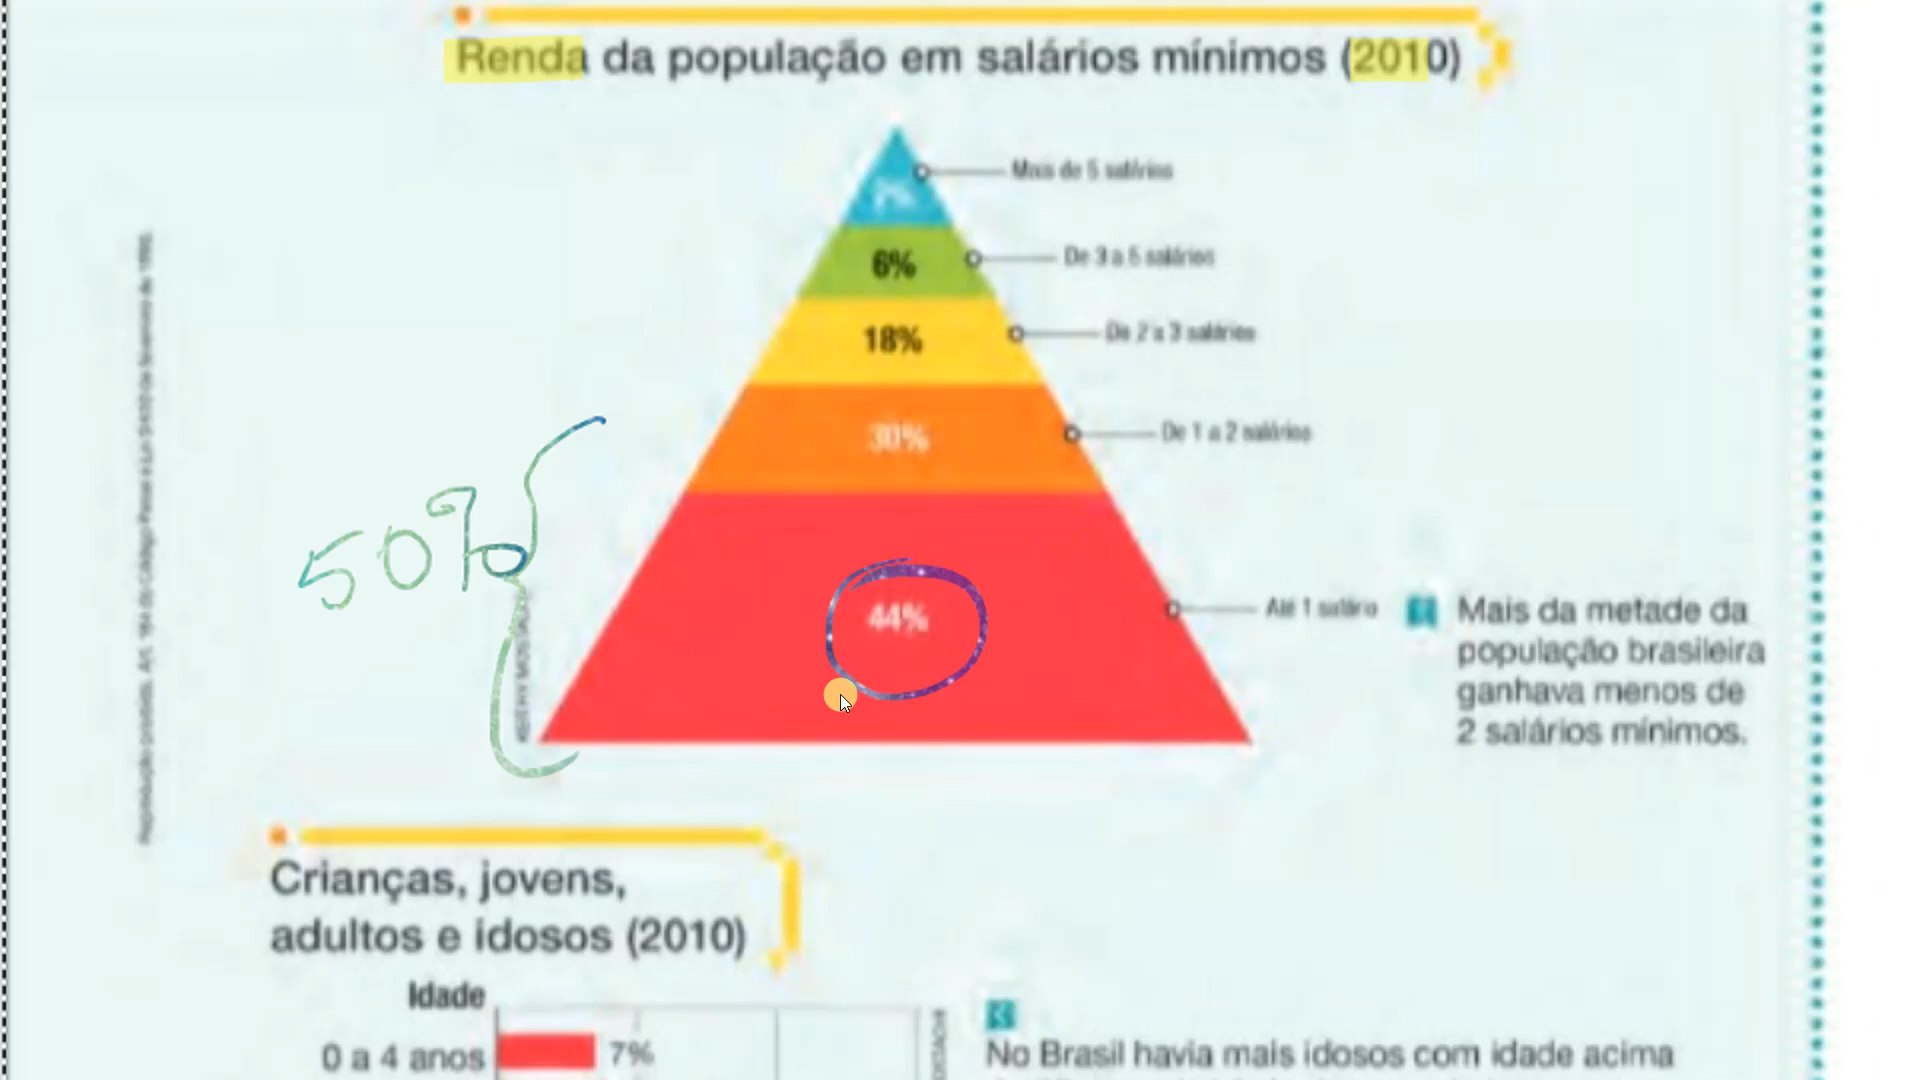 Renda da população em salários mínimos (2010)
Mais de 5 salários
7%
6%
De 3 a 5 salários
18%
De 2 a 3 salários
30%
De 1 a 2 salários
50%
44%
Até 1 salário
Mais da metade da
população brasileira
ganhava menos de
2 salários mínimos.
Crianças, jovens,
adultos e idosos (2010)
Idade
0 a 4 anos
7%
No Brasil havia mais idosos com idade acima